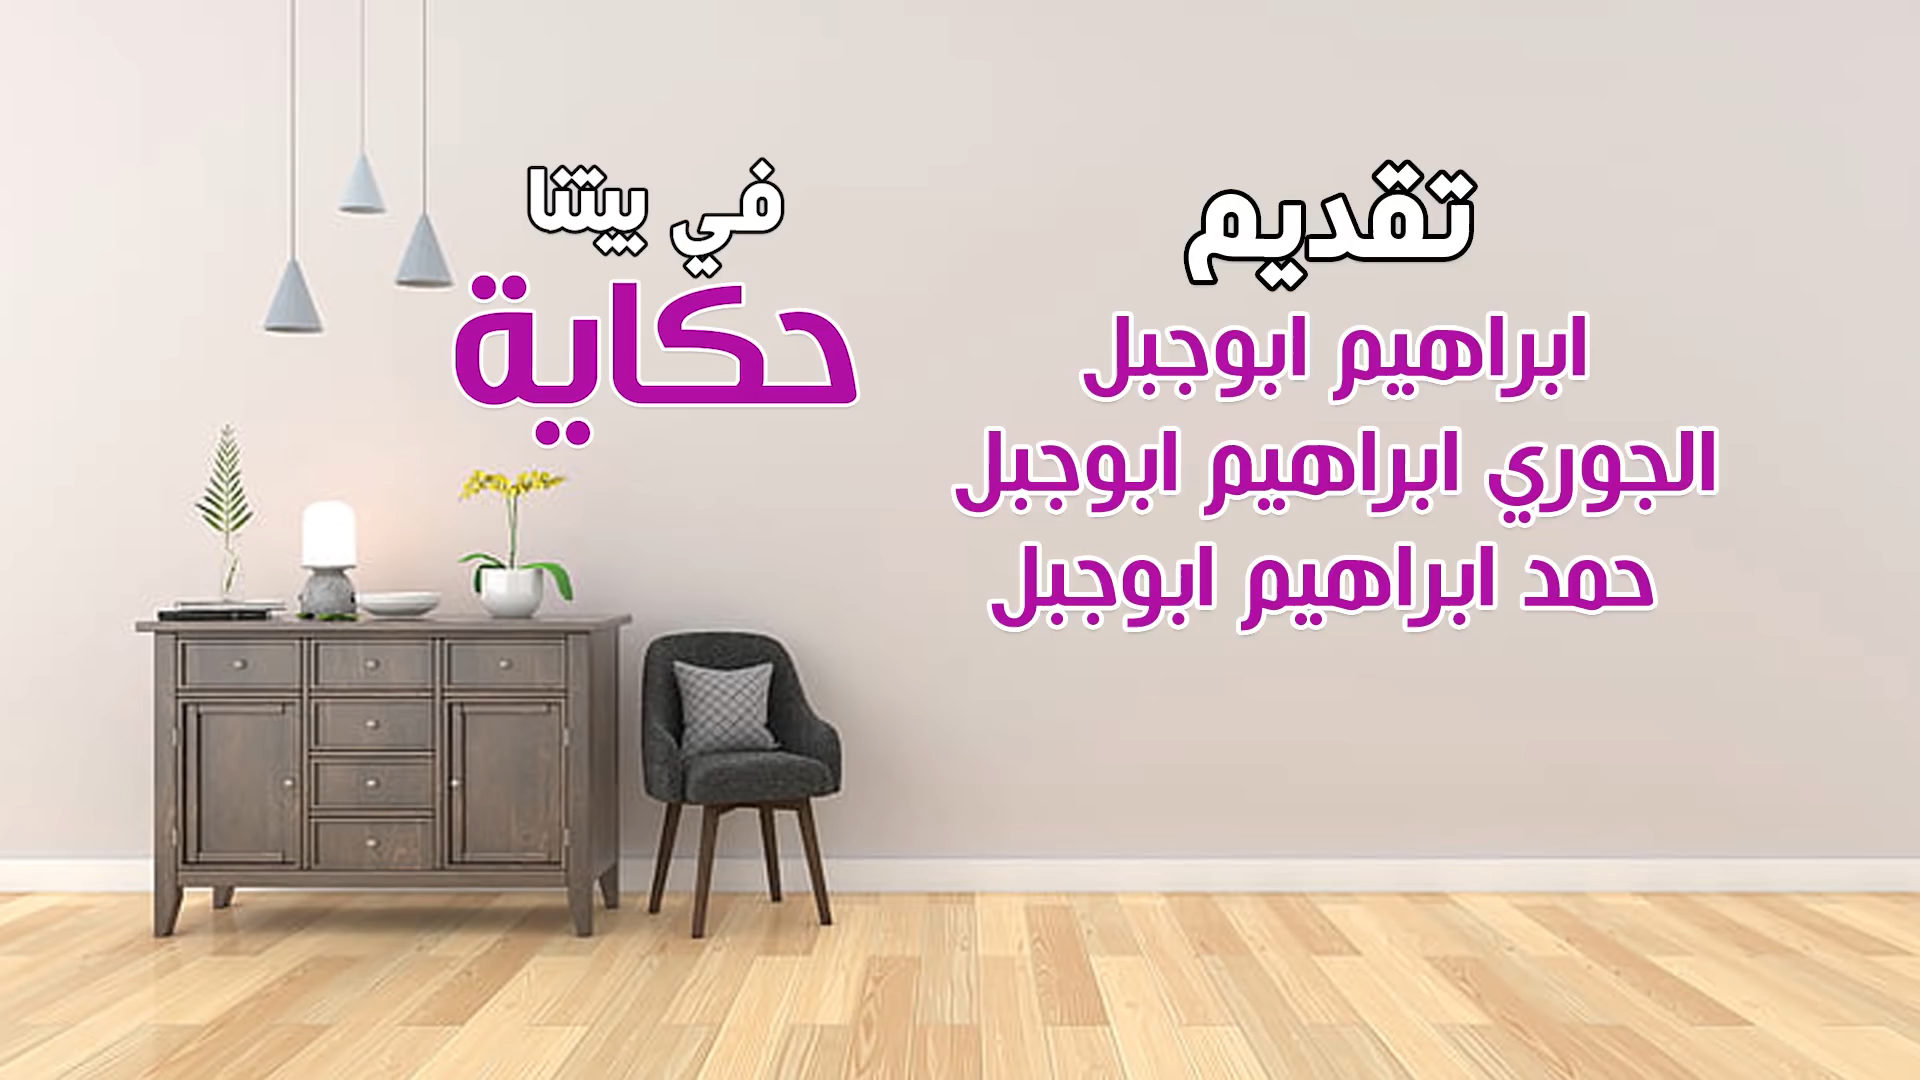 تقديم
ابراهيم ابوجبل
الجوري ابراهيم ابوجبل
حمد ابراهيم ابوجبل
في بيتنا
حكاية